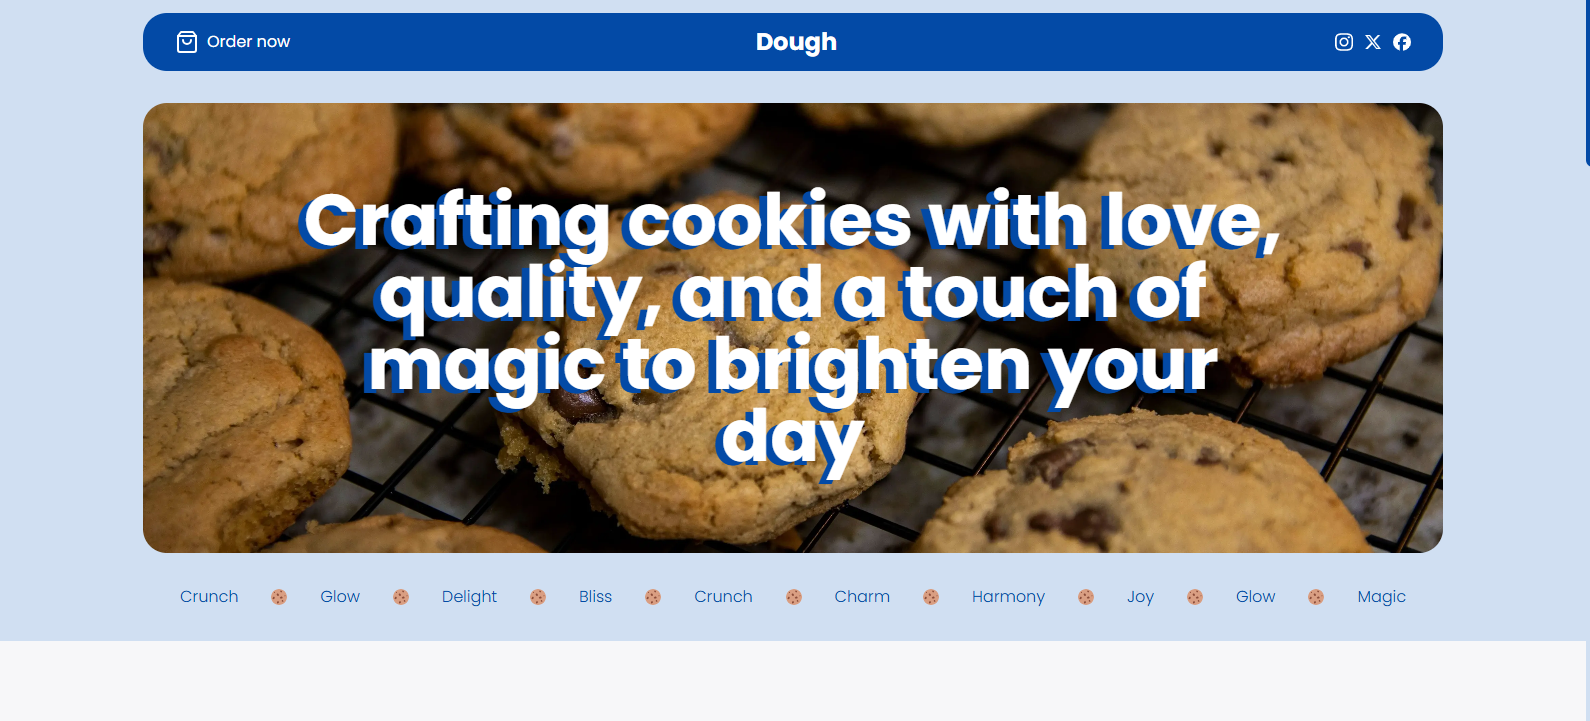 Order now
Dough
Crafting cookies with love,
quality, and a touch of
magic to brighten your
day
Crunch Glow Delight Bliss Crunch Charm Harmony Joy Glow Magic